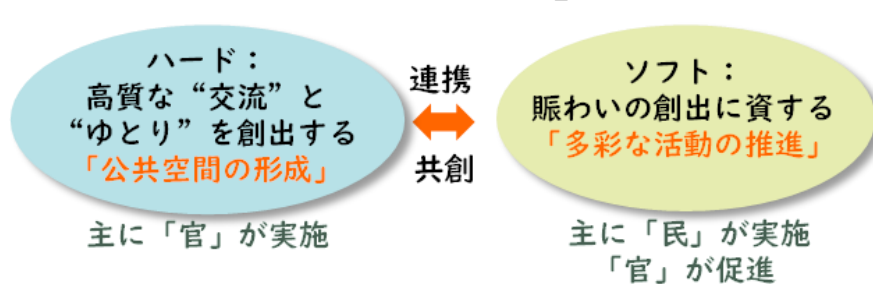 ハード：
高質な“交流”と
“ゆとり”を創出する
「公共空間の形成」
主に「官」が実施
連携
共創
ソフト：
賑わいの創出に資する
「多彩な活動の推進」
主に「民」が実施
「官」が促進